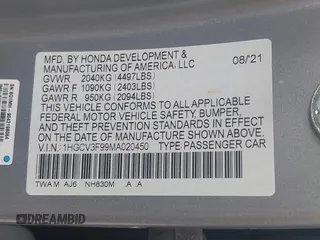 MFD. BY HONDA DEVELOPMENT &
MANUFACTURING OF AMERICA, LLC 08/21
GVWR 2040KG (4497LBS)
GAWR F 1090KG (2403LBS)
GAWR R 950KG (2094LBS)
THIS VEHICLE CONFORMS TO ALL APPLICABLE
FEDERAL MOTOR VEHICLE SAFETY, BUMPER,
AND THEFT PREVENTION STANDARDS IN EFFECT
ON THE DATE OF MANUFACTURE SHOWN ABOVE.
V.I.N.: 1HGCV3F99MA020450 TYPE PASSENGER CAR
TWA M AJ6 NH830M A A
DREAMBID